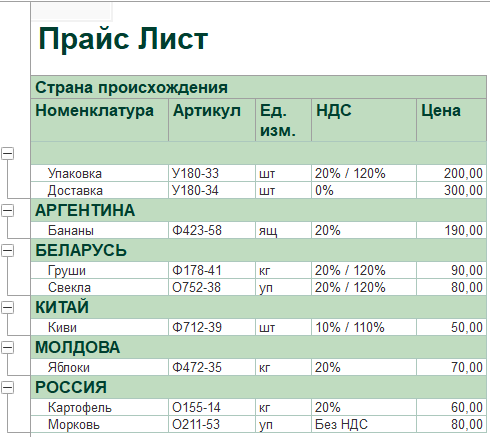 Прайс Лист
Страна происхождения
Номенклатура Артикул Ед. изм. НДС Цена
Упаковка У180-33 шт 20% / 120% 200,00
Доставка У180-34 шт 0% 300,00
АРГЕНТИНА
Бананы Ф423-58 ящ 20% 190,00
БЕЛАРУСЬ
Груши Ф178-41 кг 20% / 120% 90,00
Свекла О752-38 уп 20% / 120% 80,00
КИТАЙ
Киви Ф712-39 шт 10% / 110% 50,00
МОЛДОВА
Яблоки Ф472-35 кг 20% 70,00
РОССИЯ
Картофель О155-14 кг 20% 60,00
Морковь О211-53 уп Без НДС 80,00